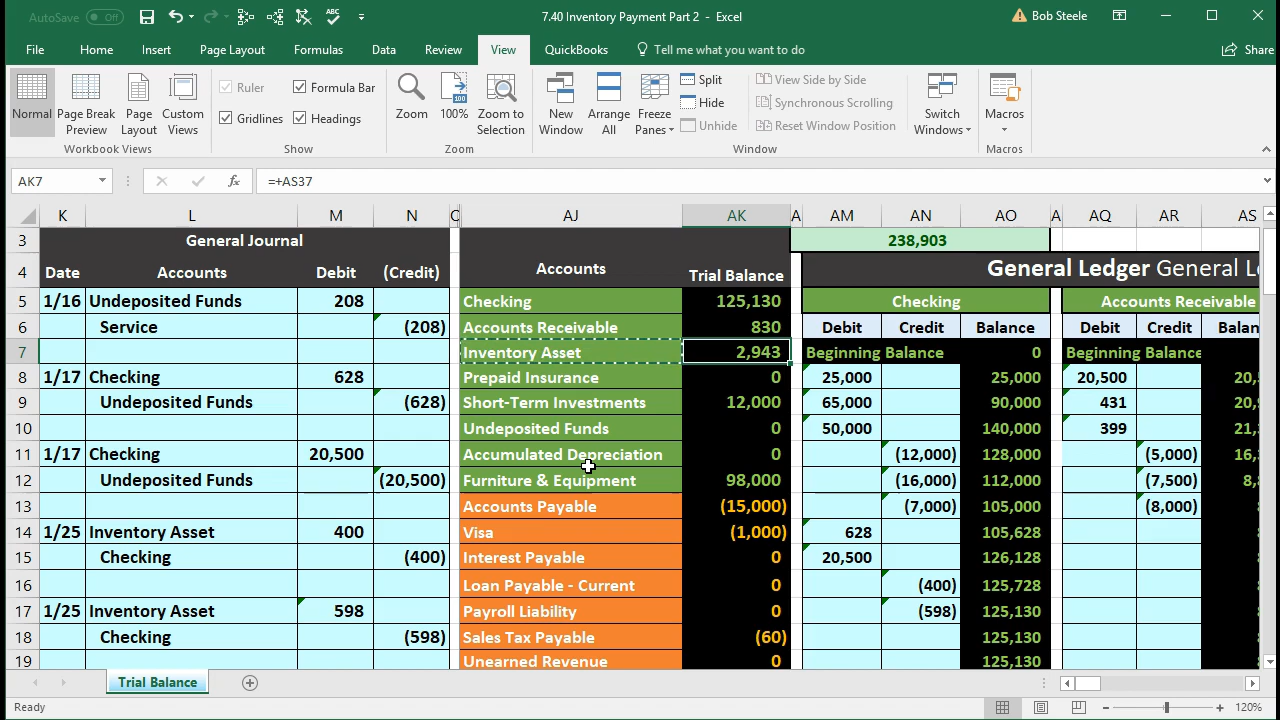 AutoSave Off 7.40 Inventory Payment Part 2 - Excel Bob Steele
File Home Insert Page Layout Formulas Data Review View QuickBooks Tell me what you want to do Share
Normal Page Break Preview Page Layout Custom Views
Workbook Views
Ruler Formula Bar
Gridlines Headings
Show
Zoom 100% Zoom to Selection
Zoom
New Window Arrange All Freeze Panes
Split
Hide
Unhide
View Side by Side
Synchronous Scrolling
Reset Window Position
Switch Windows
Window
Macros
Macros
AK7 fx =+AS37
K L M N AJ AK A AM AN AO A AQ AR AS
3 General Journal 238,903
4 Date Accounts Debit (Credit) Accounts Trial Balance General Ledger General
5 1/16 Undeposited Funds 208 Checking 125,130 Checking Accounts Receivable
6 Service (208) Accounts Receivable 830 Debit Credit Balance Debit Credit Balan
7 Inventory Asset 2,943 Beginning Balance 0 Beginning Balance
8 1/17 Checking 628 Prepaid Insurance 0 25,000 25,000 20,500
9 Undeposited Funds (628) Short-Term Investments 12,000 65,000 90,000 431
10 Undeposited Funds 0 50,000 140,000 399
11 1/17 Checking 20,500 Accumulated Depreciation 0 (12,000) 128,000 (5,000)
12 Undeposited Funds (20,500) Furniture & Equipment 98,000 (16,000) 112,000 (7,500)
13 Accounts Payable (15,000) (7,000) 105,000 (8,000)
14 1/25 Inventory Asset 400 Visa (1,000) 628 105,628
15 Checking (400) Interest Payable 0 20,500 126,128
16 Loan Payable - Current 0 (400) 125,728
17 1/25 Inventory Asset 598 Payroll Liability 0 (598) 125,130
18 Checking (598) Sales Tax Payable (60) 125,130
19 Unearned Revenue 0 125,130
Trial Balance
Ready 120%